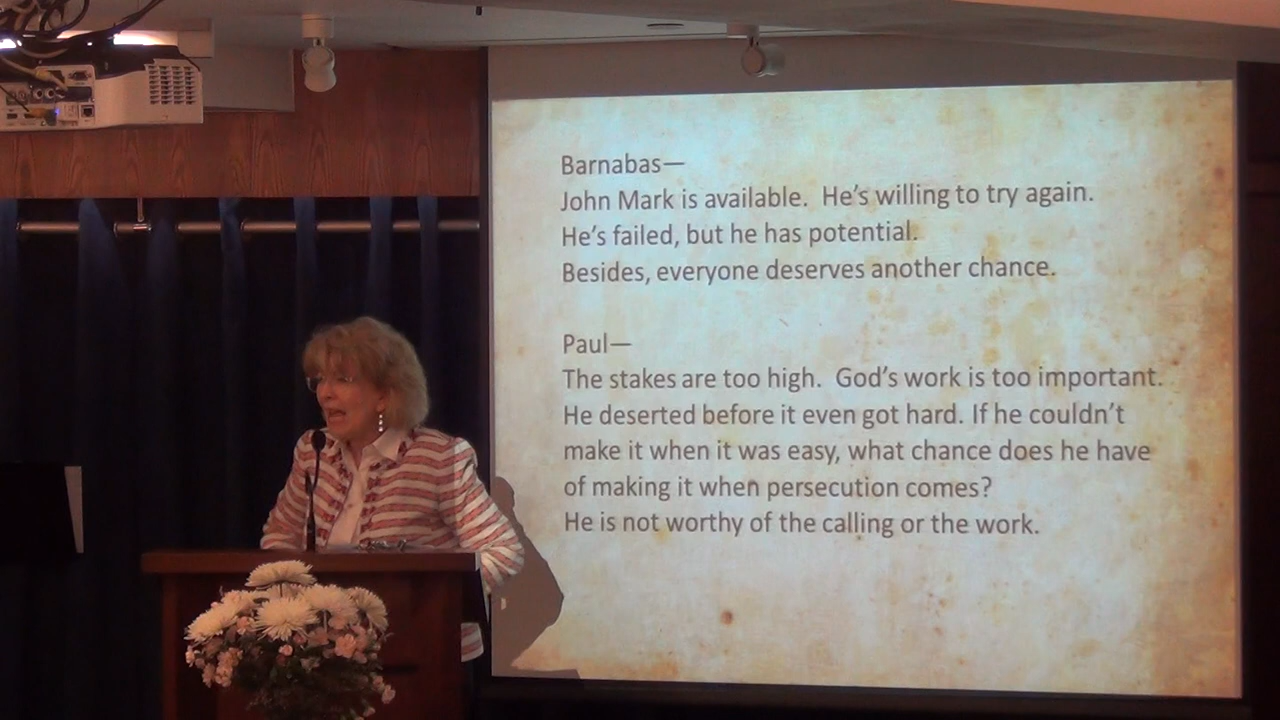 Barnabas—
John Mark is available.  He's willing to try again.
He's failed, but he has potential.
Besides, everyone deserves another chance.
Paul—
The stakes are too high.  God's work is too important.
He deserted before it even got hard. If he couldn't
make it when it was easy, what chance does he have
of making it when persecution comes?
He is not worthy of the calling or the work.